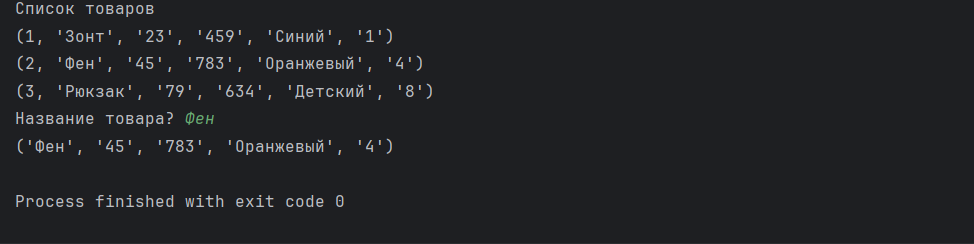 Список товаров
(1, 'Зонт', '23', '459', 'Синий', '1')
(2, 'Фен', '45', '783', 'Оранжевый', '4')
(3, 'Рюкзак', '79', '634', 'Детский', '8')
Название товара? Фен
('Фен', '45', '783', 'Оранжевый', '4')
Process finished with exit code 0